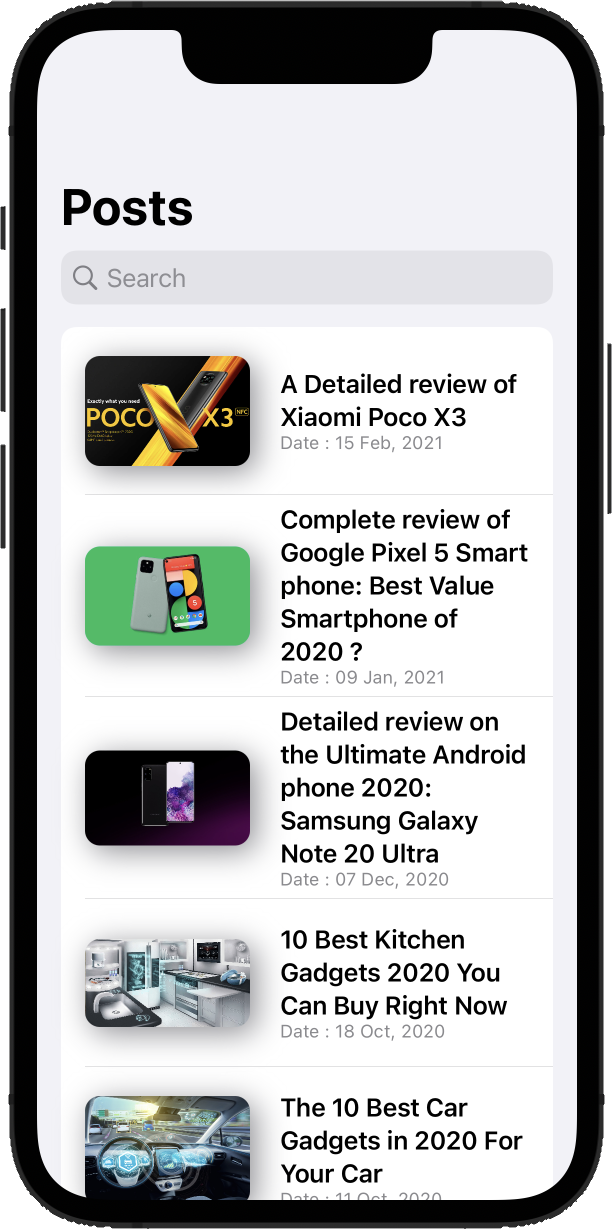 Posts
Search
Exactly what you need
POCO X3 NFC
A Detailed review of
Xiaomi Poco X3
Date : 15 Feb, 2021
5
Complete review of
Google Pixel 5 Smart
phone: Best Value
Smartphone of
2020 ?
Date : 09 Jan, 2021
Detailed review on
the Ultimate Android
phone 2020:
Samsung Galaxy
Note 20 Ultra
Date : 07 Dec, 2020
10 Best Kitchen
Gadgets 2020 You
Can Buy Right Now
Date : 18 Oct, 2020
The 10 Best Car
Gadgets in 2020 For
Your Car
Date : 11 Oct, 2020